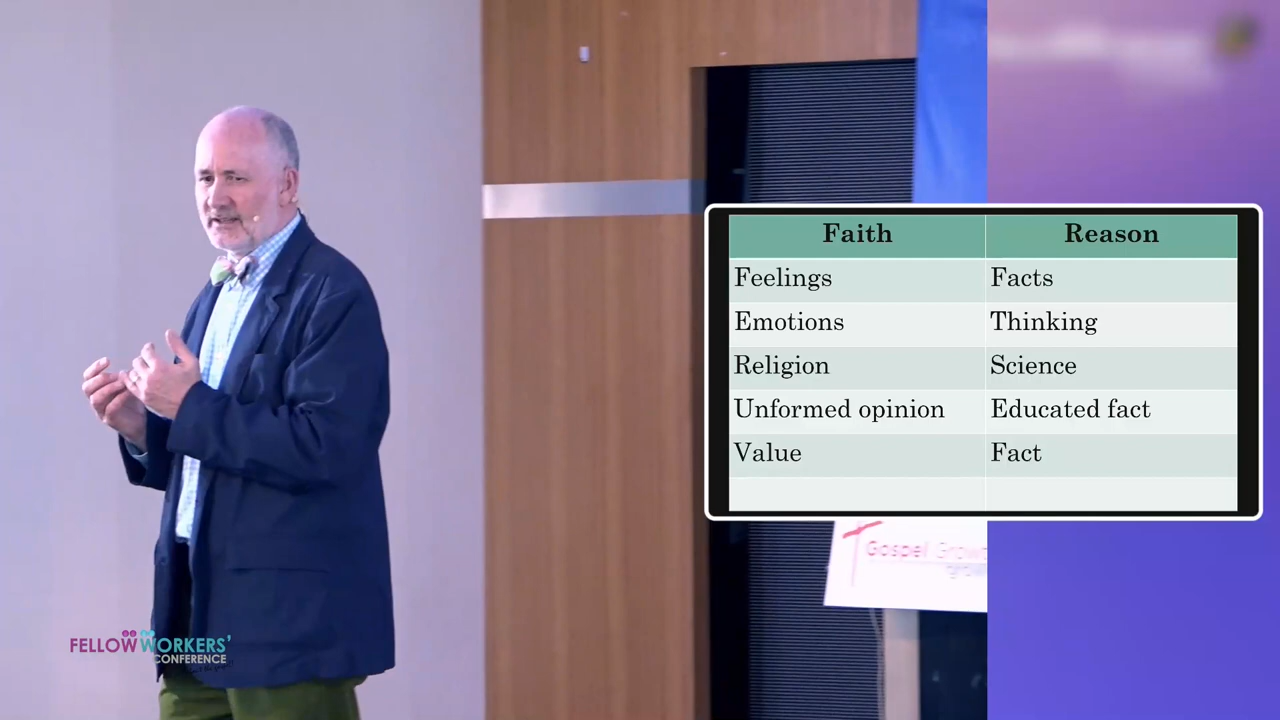 Faith Reason
Feelings Facts
Emotions Thinking
Religion Science
Unformed opinion Educated fact
Value Fact
Gospel
FELLOW WORKERS'
CONFERENCE